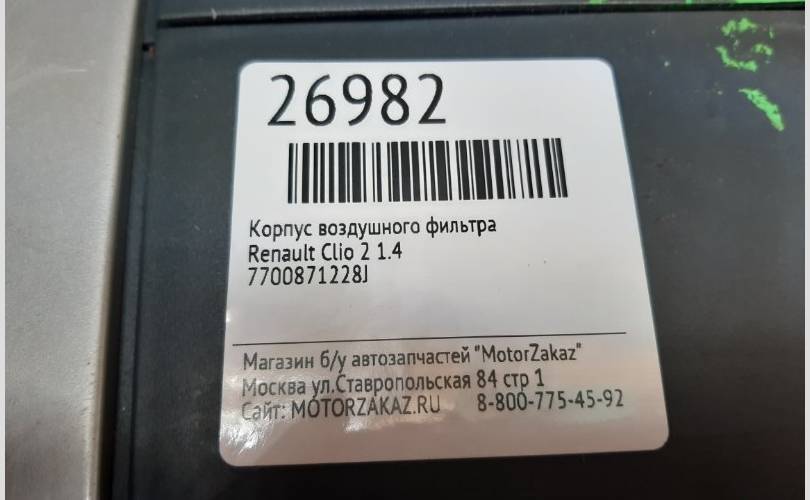 26982
Корпус воздушного фильтра
Renault Clio 2 1.4
7700871228J
Магазин б/у автозапчастей "MotorZakaz"
Москва ул.Ставропольская 84 стр 1
Сайт: MOTORZAKAZ.RU 8-800-775-45-92